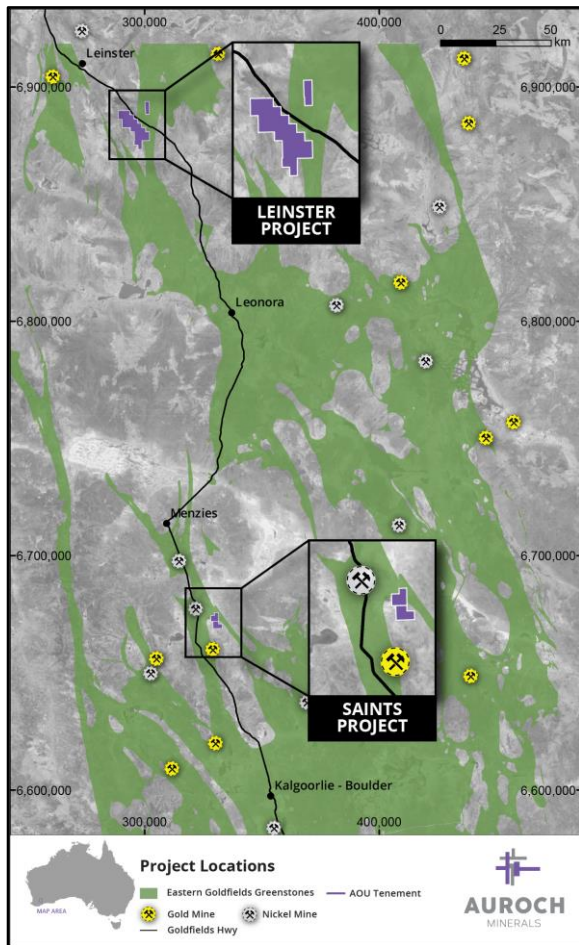 300,000
400,000
0 25 50
km
Leinster
6,900,000
6,900,000
LEINSTER
PROJECT
Leonora
6,800,000
6,800,000
Menzies
6,700,000
6,700,000
SAINTS
PROJECT
6,600,000
6,600,000
Kalgoorlie - Boulder
300,000
400,000
MAP AREA
Project Locations
Eastern Goldfields Greenstones
AOU Tenement
Gold Mine
Nickel Mine
Goldfields Hwy
AUROCH
MINERALS